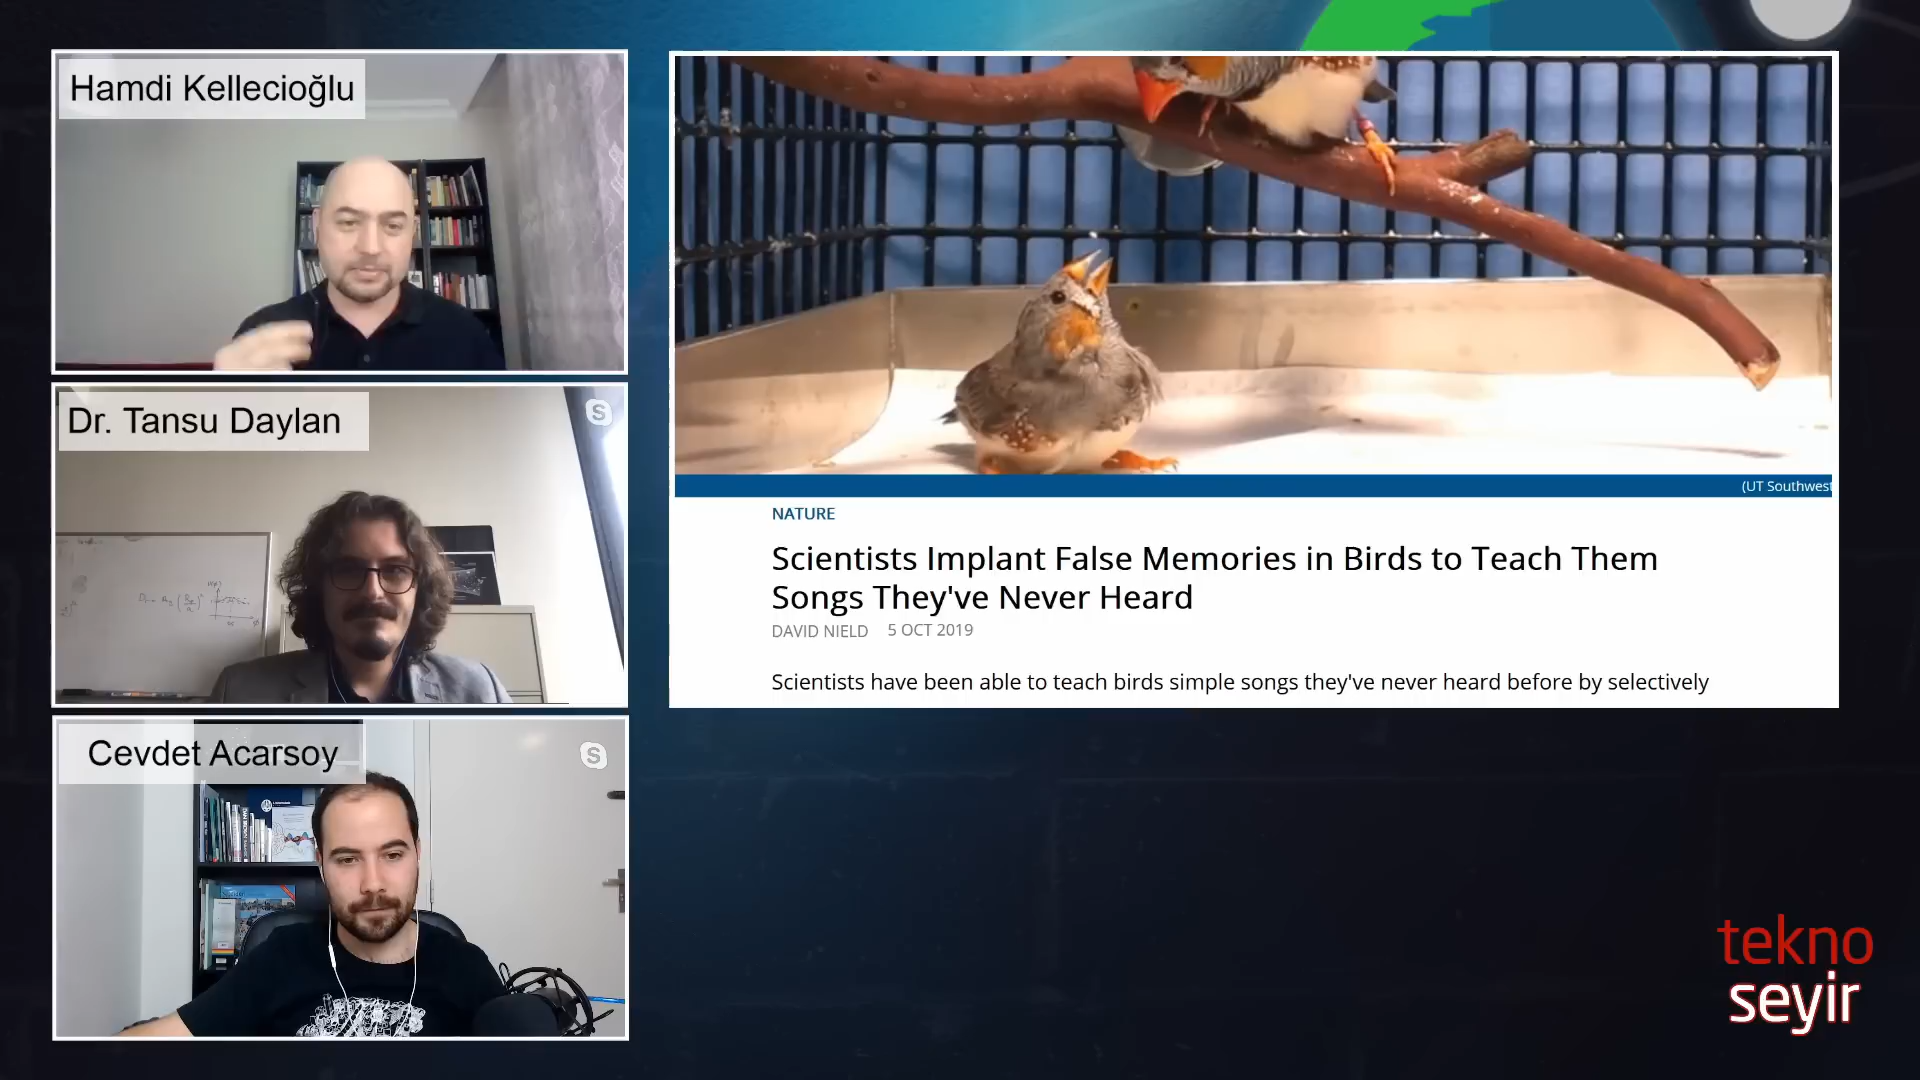 Hamdi Kellecioğlu
Dr. Tansu Daylan
Cevdet Acarsoy
(UT Southwest
NATURE
Scientists Implant False Memories in Birds to Teach Them
Songs They've Never Heard
DAVID NIELD 5 OCT 2019
Scientists have been able to teach birds simple songs they've never heard before by selectively
tekno
seyir